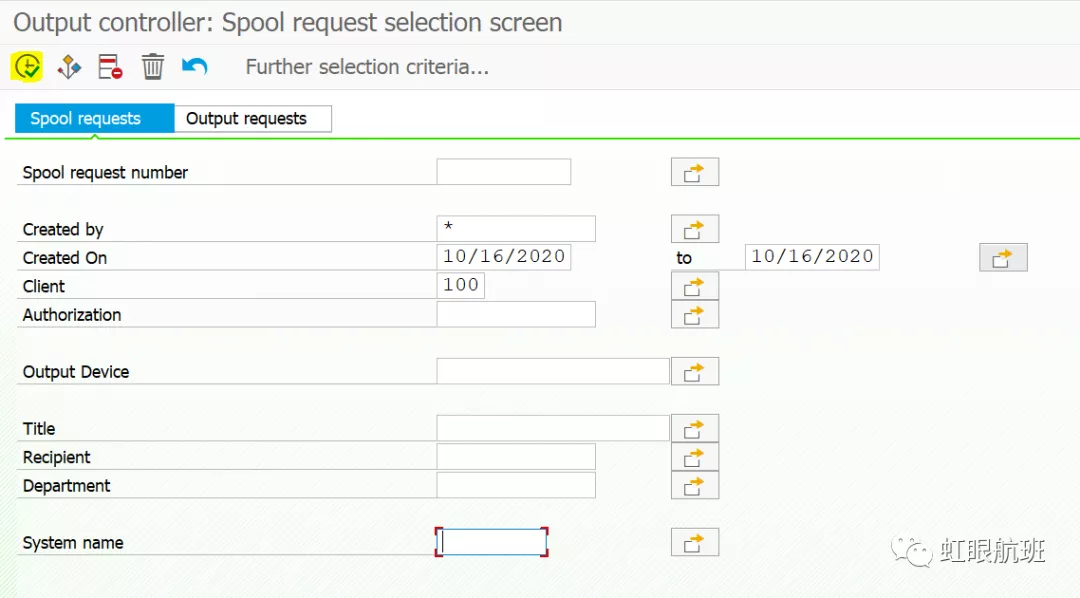 Output controller: Spool request selection screen
Further selection criteria...
Spool requests Output requests
Spool request number
Created by *
Created On 10/16/2020 to 10/16/2020
Client 100
Authorization
Output Device
Title
Recipient
Department
System name
虹眼航班